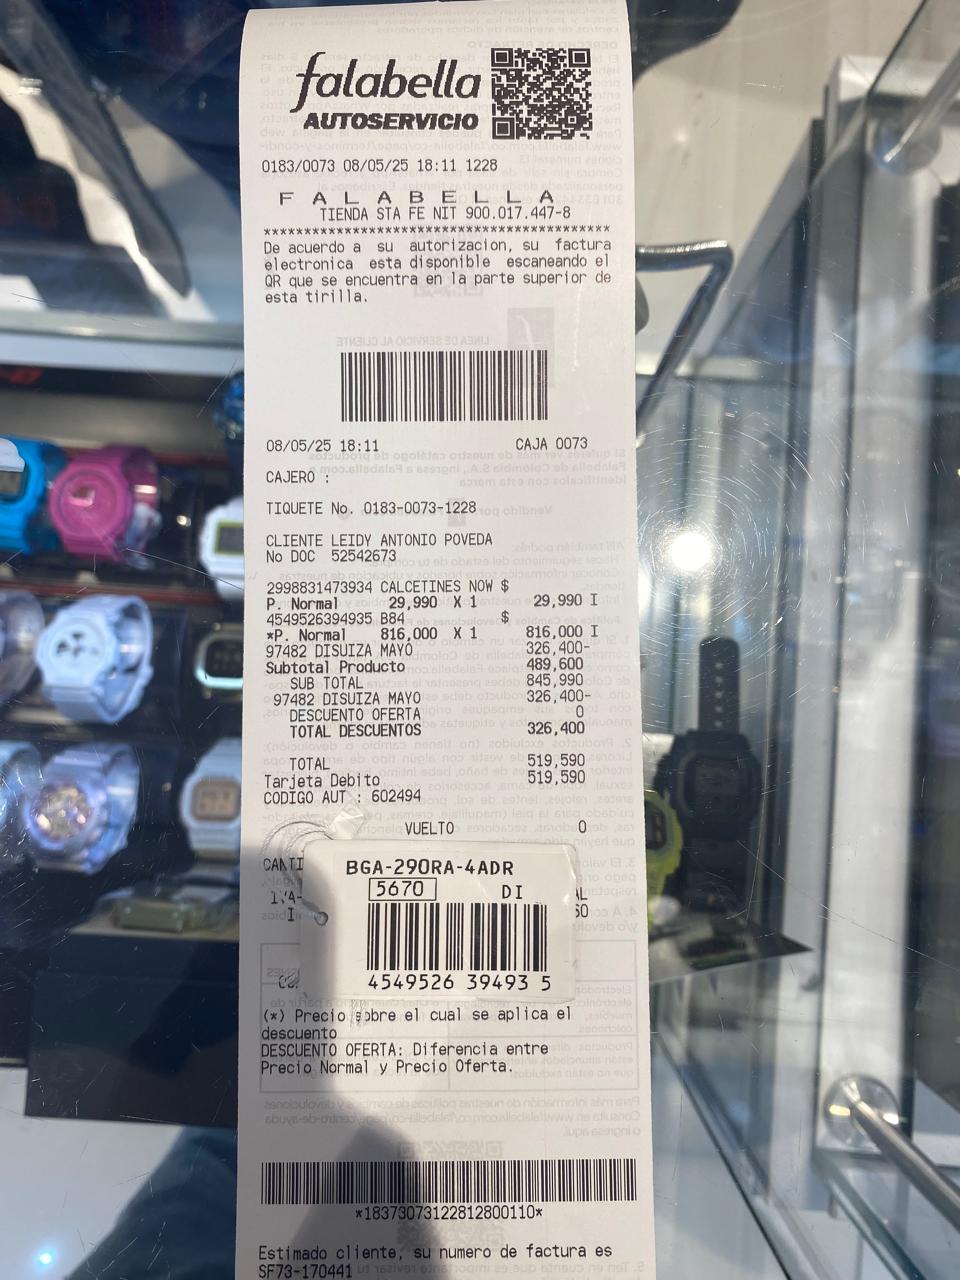 falabella
AUTOSERVICIO
0183/0073 08/05/25 18:11 1228
F A L A B E L L A
TIENDA STA FE NIT 900.017.447-8
****************************************
De acuerdo a su autorizacion, su factura
electronica esta disponible escaneando el
QR que se encuentra en la parte superior de
esta tirilla.
08/05/25 18:11 CAJA 0073
CAJERO :
TIQUETE No. 0183-0073-1228
CLIENTE LEIDY ANTONIO POVEDA
No DOC 52542673
2998831473934 CALCETINES NOW $
P. Normal 29,990 X 1 29,990 I
4549526394935 B84 $
*P. Normal 816,000 X 1 816,000 I
97482 DISUIZA MAYO 326,400-
Subtotal Producto 489,600
SUB TOTAL 845,990
97482 DISUIZA MAYO 326,400-
DESCUENTO OFERTA 0
TOTAL DESCUENTOS 326,400
TOTAL 519,590
Tarjeta Debito 519,590
CODIGO AUT : 602494
VUELTO 0
CANTI
BGA-290RA-4ADR
5670 DI
4549526 39493 5
(*) Precio sobre el cual se aplica el
descuento
DESCUENTO OFERTA: Diferencia entre
Precio Normal y Precio Oferta.
*18373073122812800110*
Estimado cliente, su numero de factura es
SF73-170441